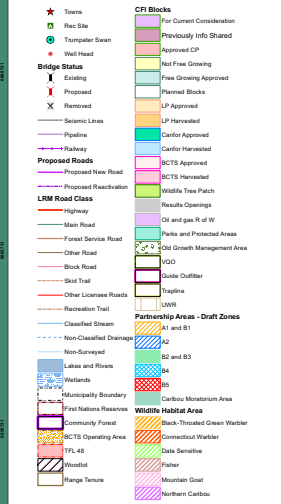 Towns
Rec Site
Trumpeter Swan
Well Head
Bridge Status
Existing
Proposed
Removed
Seismic Lines
Pipeline
Railway
Proposed Roads
Proposed New Road
Proposed Reactivation
LRM Road Class
Highway
Main Road
Forest Service Road
Other Road
Block Road
Skid Trail
Other Licensee Roads
Recreation Trail
Classified Stream
Non-Classified Drainage
Non-Surveyed
Lakes and Rivers
Wetlands
Municipality Boundary
First Nations Reserves
Community Forest
BCTS Operating Area
TFL 48
Woodlot
Range Tenure
CFI Blocks
For Current Consideration
Previously Info Shared
Approved CP
Not Free Growing
Free Growing Approved
Planned Blocks
LP Approved
LP Harvested
Canfor Approved
Canfor Harvested
BCTS Approved
BCTS Harvested
Wildlife Tree Patch
Results Openings
Oil and gas R of W
Parks and Protected Areas
Old Growth Management Area
VQO
Guide Outfitter
Trapline
UWR
Partnership Areas - Draft Zones
A1 and B1
A2
B2 and B3
B4
B5
Caribou Moratorium Area
Wildlife Habitat Area
Black-Throated Green Warbler
Connecticut Warbler
Data Sensitive
Fisher
Mountain Goat
Northern Caribou